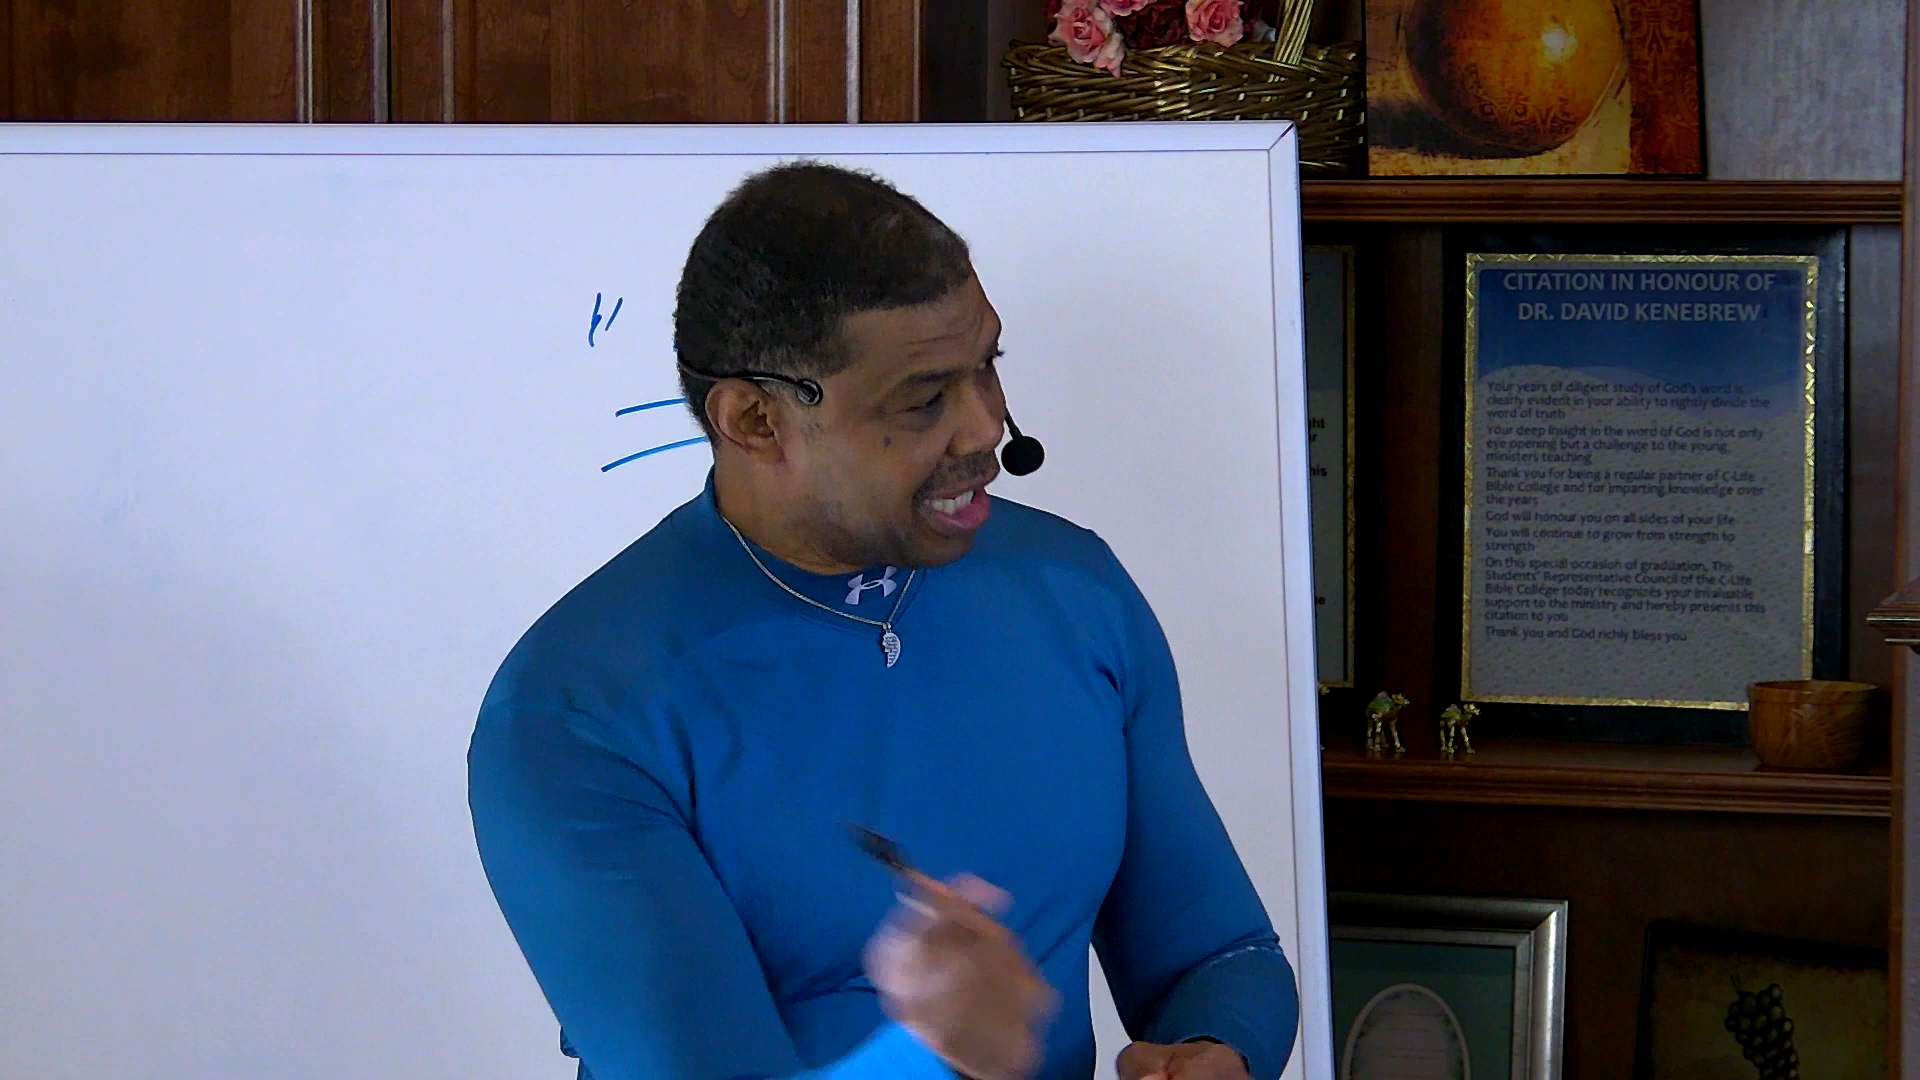 CITATION IN HONOUR OF
DR. DAVID KENEBREW
Your years of diligent study of God's word is
clearly evident in your ability to rightly divide the
word of truth
Your deep insight in the word of God is not only
eye opening but a challenge to the young
ministers teaching
Thank you for being a regular partner of C-Life
Bible College and for imparting knowledge over
the years
God will honour you on all sides of your life
You will continue to grow from strength to
strength
On this special occasion of graduation, The
Students' Representative Council of the C-Life
Bible College today recognizes your invaluable
support to the ministry and hereby presents this
citation to you
Thank you and God richly bless you